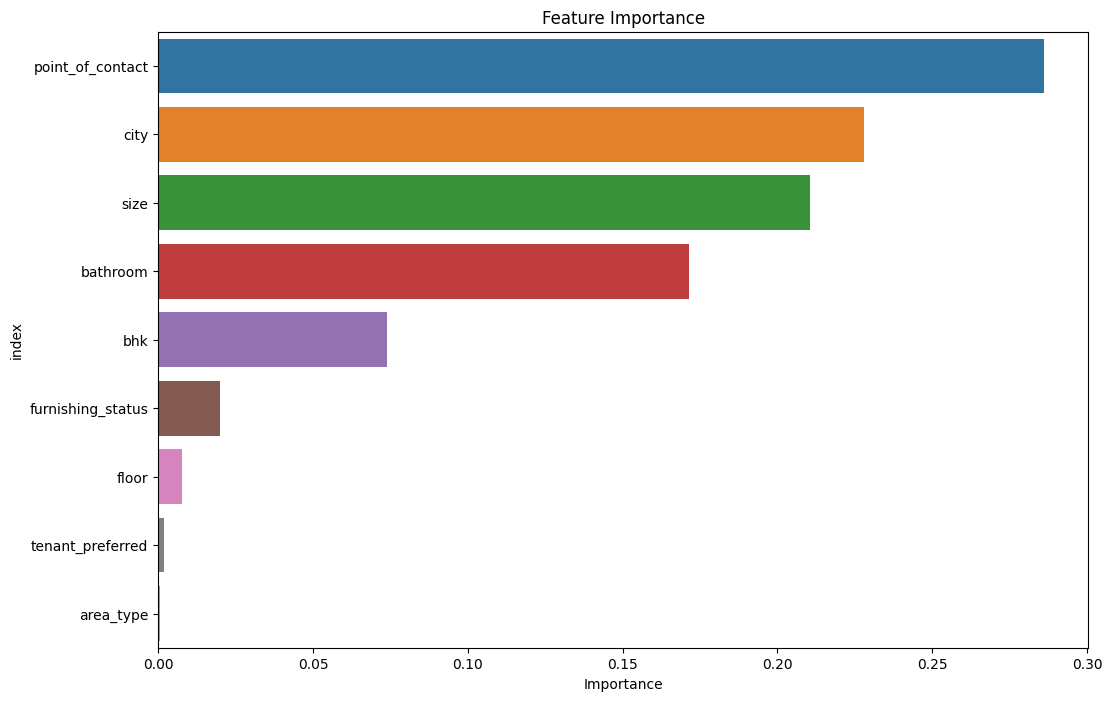 Feature Importance
point_of_contact
city
size
bathroom
bhk
furnishing_status
floor
tenant_preferred
area_type
index
0.00 0.05 0.10 0.15 0.20 0.25 0.30
Importance